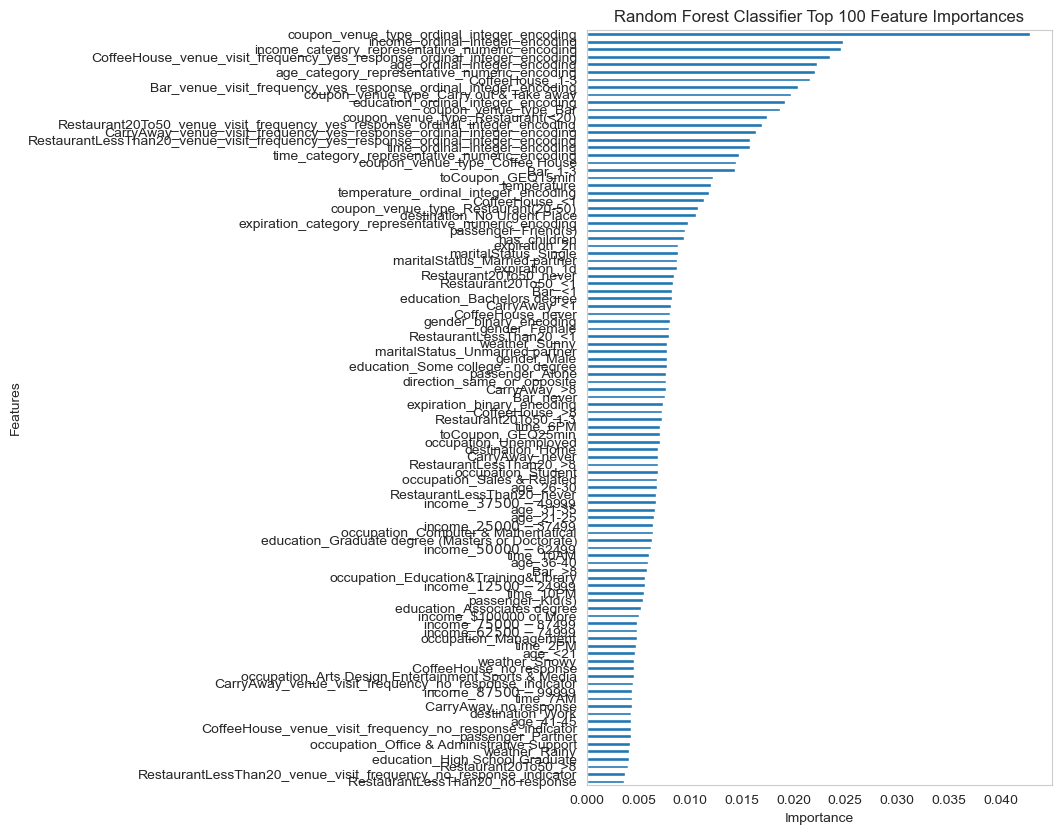 Random Forest Classifier Top 100 Feature Importances
coupon_venue_type_ordinal_integer_encoding
income_ordinal_integer_encoding
income_category_representative_numeric_encoding
CoffeeHouse_venue_visit_frequency_yes_response_ordinal_integer_encoding
age_ordinal_integer_encoding
age_category_representative_numeric_encoding
CoffeeHouse_1-3
Bar_venue_visit_frequency_yes_response_ordinal_integer_encoding
coupon_venue_type_Carry out & Take away
education_ordinal_integer_encoding
coupon_venue_type_Bar
coupon_venue_type_Restaurant(<20)
Restaurant20To50_venue_visit_frequency_yes_response_ordinal_integer_encoding
CarryAway_venue_visit_frequency_yes_response_ordinal_integer_encoding
RestaurantLessThan20_venue_visit_frequency_yes_response_ordinal_integer_encoding
time_ordinal_integer_encoding
time_category_representative_numeric_encoding
coupon_venue_type_Coffee House
Bar_1-3
toCoupon_GEQ15min
temperature
temperature_ordinal_integer_encoding
CoffeeHouse_<1
coupon_venue_type_Restaurant(20-50)
destination_No Urgent Place
expiration_category_representative_numeric_encoding
passenger_Friend(s)
has_children
expiration_2h
maritalStatus_Single
maritalStatus_Married partner
expiration_1d
Restaurant20To50_never
Restaurant20To50_<1
Bar_<1
education_Bachelors degree
CarryAway_<1
CoffeeHouse_never
gender_binary_encoding
gender_Female
RestaurantLessThan20_<1
weather_Sunny
maritalStatus_Unmarried partner
gender_Male
education_Some college - no degree
passenger_Alone
direction_same_or_opposite
CarryAway_>8
Bar_never
expiration_binary_encoding
CoffeeHouse_>8
Restaurant20To50_1-3
time_6PM
toCoupon_GEQ25min
occupation_Unemployed
destination_Home
CarryAway_never
RestaurantLessThan20_>8
occupation_Student
occupation_Sales & Related
age_26-30
RestaurantLessThan20_never
income_37500 − 49999
age_31-35
age_21-25
income_25000 − 37499
occupation_Computer & Mathematical
education_Graduate degree (Masters or Doctorate)
income_50000 − 62499
time_10AM
age_36-40
Bar_>8
occupation_Education&Training&Library
income_12500 − 24999
time_10PM
passenger_Kid(s)
education_Associates degree
income_$100000 or More
income_75000 − 87499
income_62500 − 74999
occupation_Management
time_2PM
age_<21
weather_Snowy
CoffeeHouse_no response
occupation_Arts Design Entertainment Sports & Media
CarryAway_venue_visit_frequency_no_response_indicator
income_87500 − 99999
time_7AM
CarryAway_no response
destination_Work
age_41-45
CoffeeHouse_venue_visit_frequency_no_response_indicator
passenger_Partner
occupation_Office & Administrative Support
weather_Rainy
education_High School Graduate
Restaurant20To50_>8
RestaurantLessThan20_venue_visit_frequency_no_response_indicator
RestaurantLessThan20_no response
Features
0.000 0.005 0.010 0.015 0.020 0.025 0.030 0.035 0.040
Importance